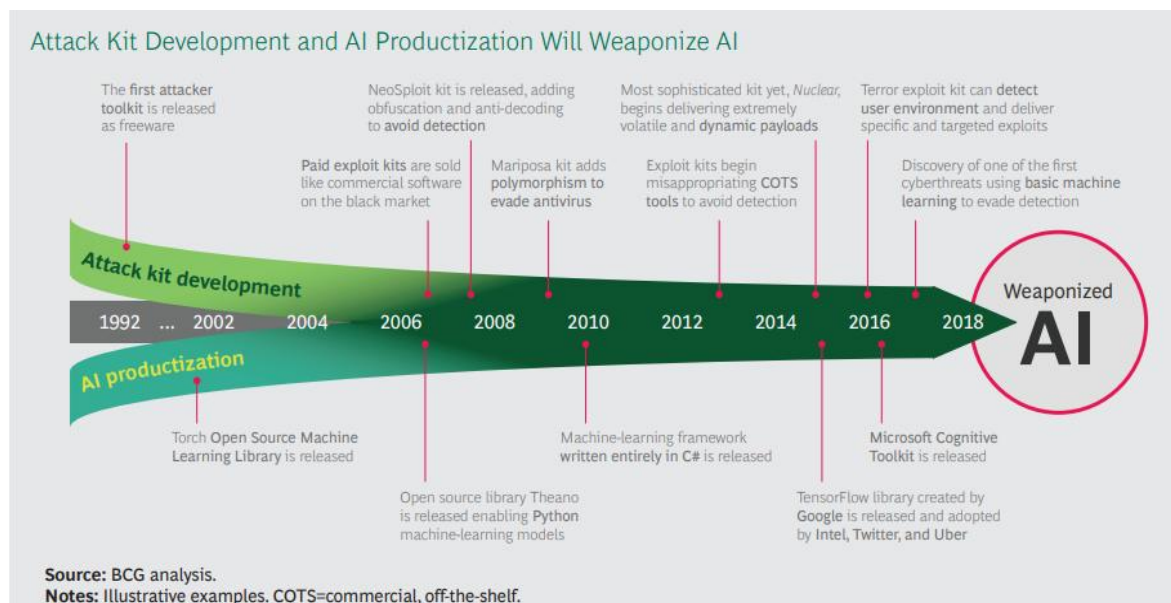 Attack Kit Development and AI Productization Will Weaponize AI
The first attacker
toolkit is released
as freeware
NeoSploit kit is released, adding
obfuscation and anti-decoding
to avoid detection
Most sophisticated kit yet, Nuclear,
begins delivering extremely
volatile and dynamic payloads
Terror exploit kit can detect
user environment and deliver
specific and targeted exploits
Paid exploit kits are sold
like commercial software
on the black market
Mariposa kit adds
polymorphism to
evade antivirus
Exploit kits begin
misappropriating COTS
tools to avoid detection
Discovery of one of the first
cyberthreats using basic machine
learning to evade detection
Attack kit development
1992 ... 2002 2004 2006 2008 2010 2012 2014 2016 2018
Weaponized
AI
AI productization
Torch Open Source Machine
Learning Library is released
Machine-learning framework
written entirely in C# is released
Microsoft Cognitive
Toolkit is released
Open source library Theano
is released enabling Python
machine-learning models
TensorFlow library created by
Google is released and adopted
by Intel, Twitter, and Uber
Source: BCG analysis.
Notes: Illustrative examples. COTS=commercial, off-the-shelf.